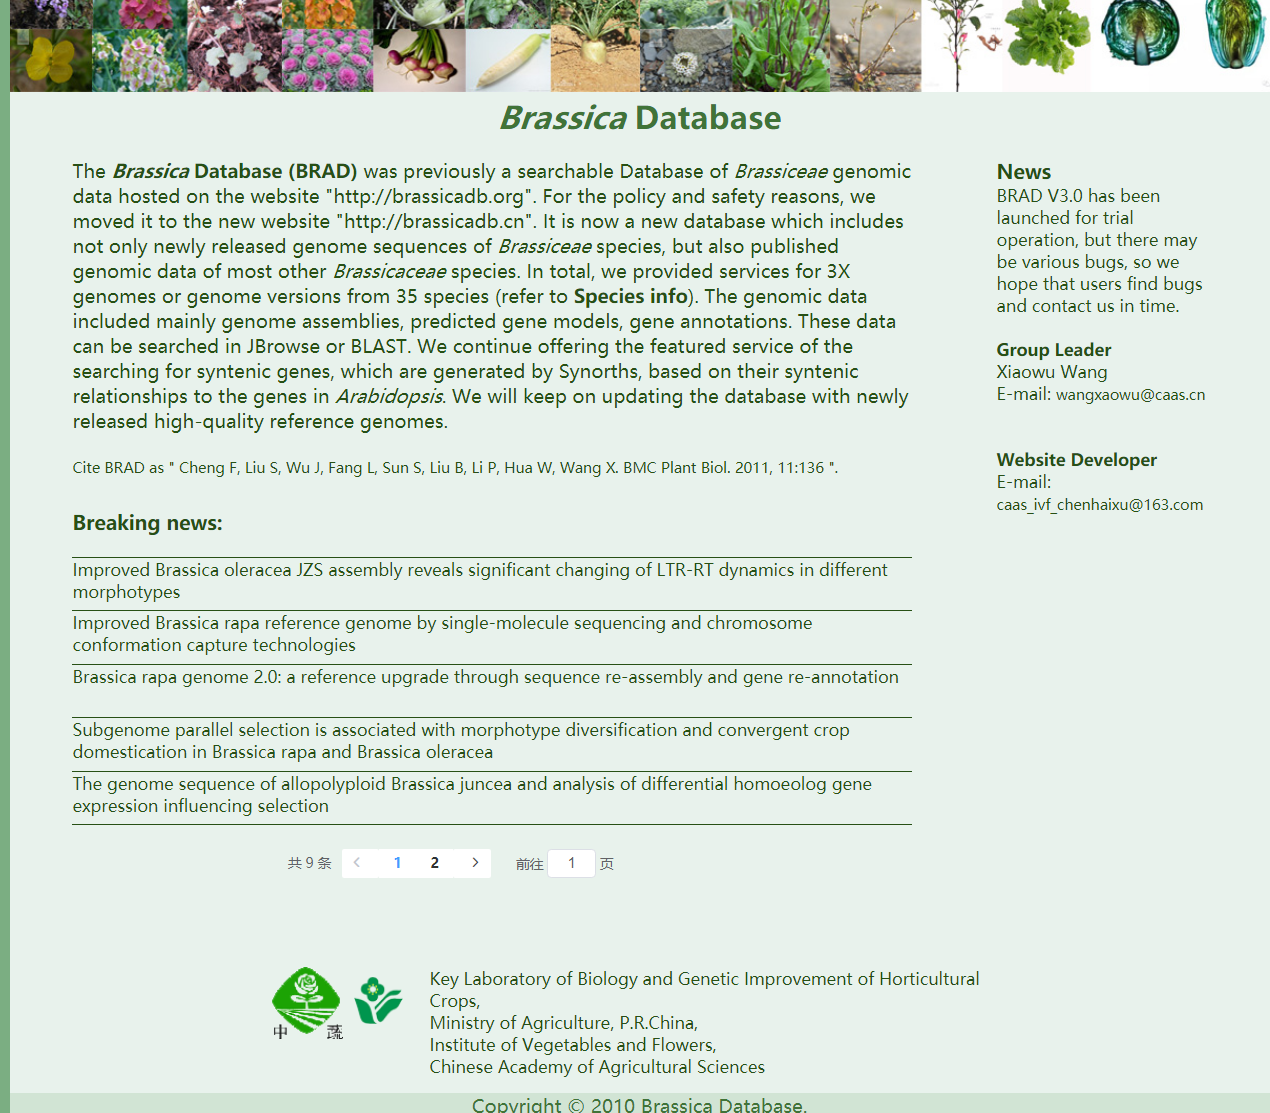 Brassica Database
The Brassica Database (BRAD) was previously a searchable Database of Brassiceae genomic
data hosted on the website "http://brassicadb.org". For the policy and safety reasons, we
moved it to the new website "http://brassicadb.cn". It is now a new database which includes
not only newly released genome sequences of Brassiceae species, but also published
genomic data of most other Brassicaceae species. In total, we provided services for 3X
genomes or genome versions from 35 species (refer to Species info). The genomic data
included mainly genome assemblies, predicted gene models, gene annotations. These data
can be searched in JBrowse or BLAST. We continue offering the featured service of the
searching for syntenic genes, which are generated by Synorths, based on their syntenic
relationships to the genes in Arabidopsis. We will keep on updating the database with newly
released high-quality reference genomes.
Cite BRAD as " Cheng F, Liu S, Wu J, Fang L, Sun S, Liu B, Li P, Hua W, Wang X. BMC Plant Biol. 2011, 11:136 ".
Breaking news:
Improved Brassica oleracea JZS assembly reveals significant changing of LTR-RT dynamics in different
morphotypes
Improved Brassica rapa reference genome by single-molecule sequencing and chromosome
conformation capture technologies
Brassica rapa genome 2.0: a reference upgrade through sequence re-assembly and gene re-annotation
Subgenome parallel selection is associated with morphotype diversification and convergent crop
domestication in Brassica rapa and Brassica oleracea
The genome sequence of allopolyploid Brassica juncea and analysis of differential homoeolog gene
expression influencing selection
共 9 条 1 2 前往 1 页
News
BRAD V3.0 has been
launched for trial
operation, but there may
be various bugs, so we
hope that users find bugs
and contact us in time.
Group Leader
Xiaowu Wang
E-mail: wangxaowu@caas.cn
Website Developer
E-mail:
caas_ivf_chenhaixu@163.com
中 蔬
Key Laboratory of Biology and Genetic Improvement of Horticultural
Crops,
Ministry of Agriculture, P.R.China,
Institute of Vegetables and Flowers,
Chinese Academy of Agricultural Sciences
Copyright © 2010 Brassica Database.